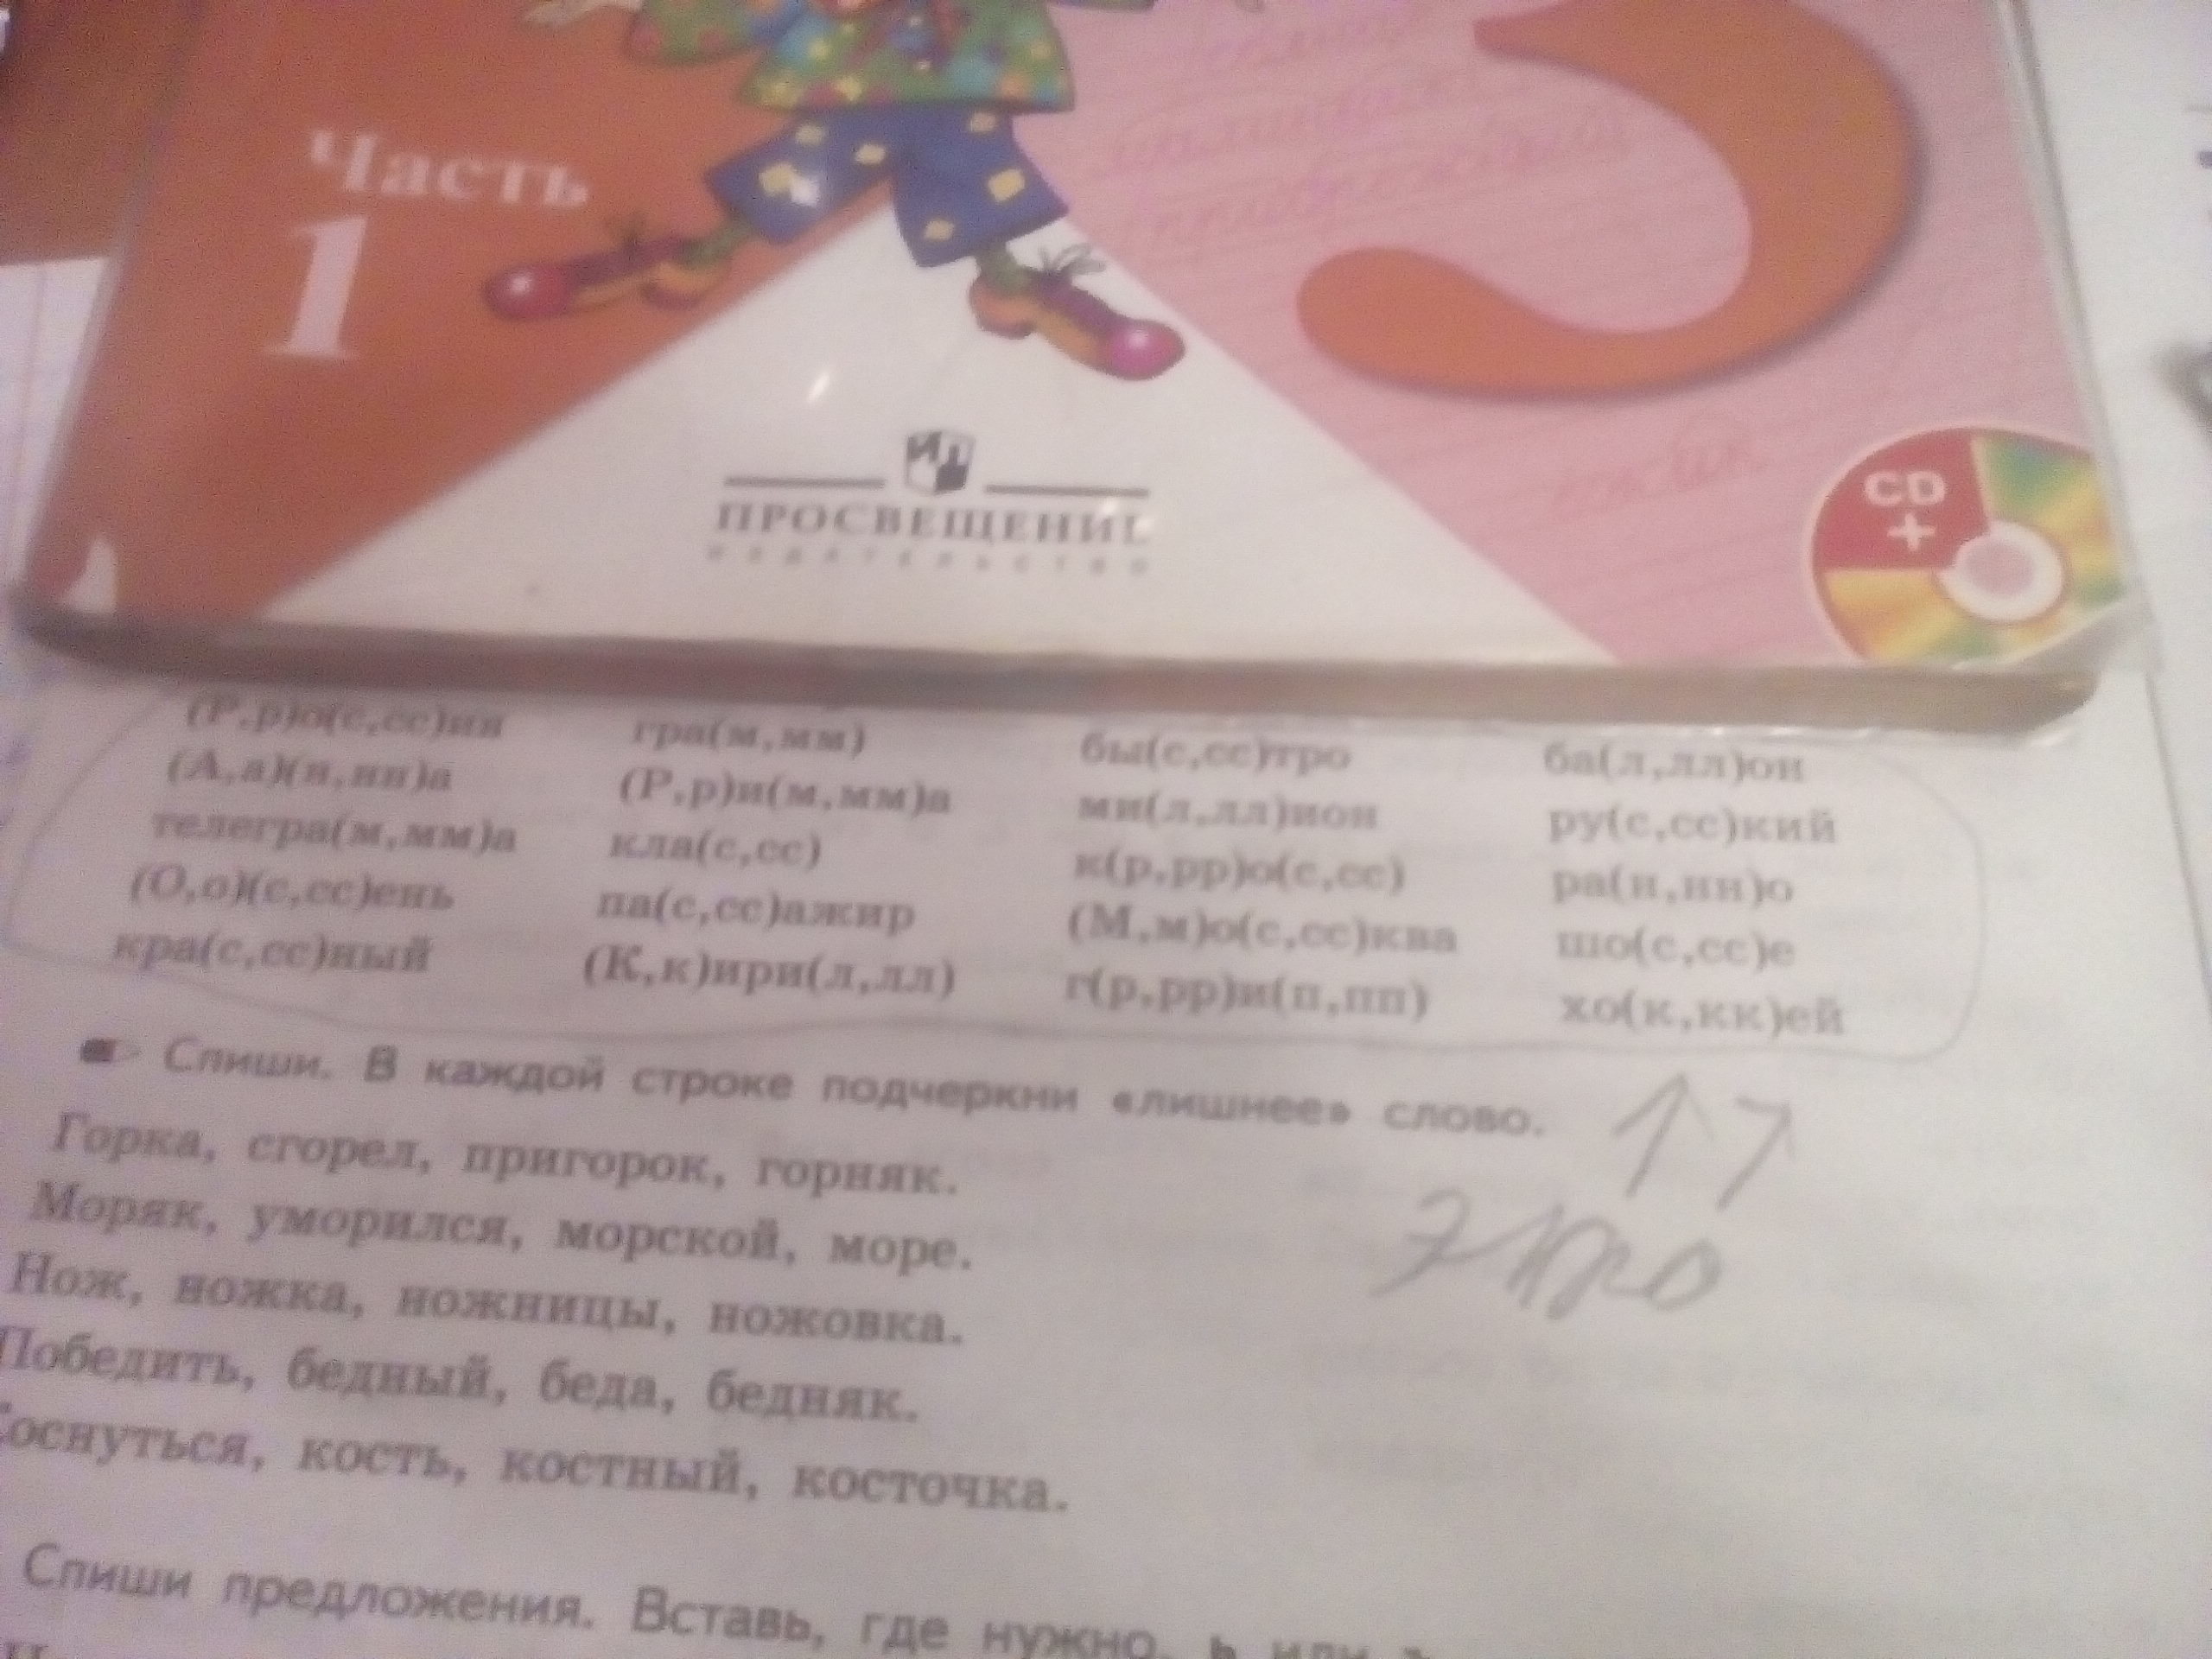 Часть
1
ПРОСВЕЩЕНИЕ
ИЗДАТЕЛЬСТВО
CD
+
(Р,р)о(с,сс)ия гра(м,мм) бы(с,сс)тро ба(л,лл)он
(А,а)(н,нн)а (Р,р)и(м,мм)а ми(л,лл)ион ру(с,сс)кий
телегра(м,мм)а кла(с,сс) к(р,рр)о(с,сс) ра(н,нн)о
(О,о)(с,сс)ень па(с,сс)ажир (М,м)о(с,сс)ква шо(с,сс)е
кра(с,сс)ный (К,к)ири(л,лл) г(р,рр)и(п,пп) хо(к,кк)ей
Спиши. В каждой строке подчеркни «лишнее» слово.
Горка, сгорел, пригорок, горняк.
Моряк, уморился, морской, море.
Нож, ножка, ножницы, ножовка.
Победить, бедный, беда, бедняк.
Коснуться, кость, костный, косточка.
Спиши предложения. Вставь, где нужно, ь или